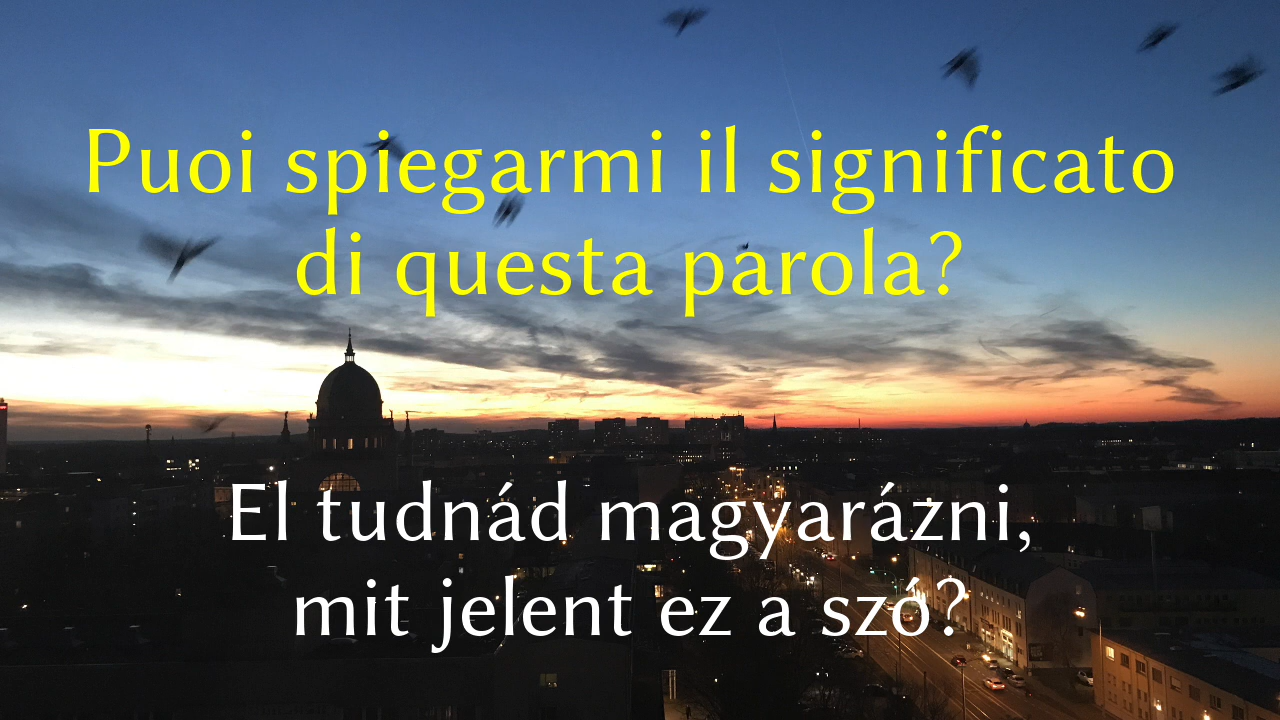 Puoi spiegarmi il significato
di questa parola?
El tudnád magyarázni,
mit jelent ez a szó?